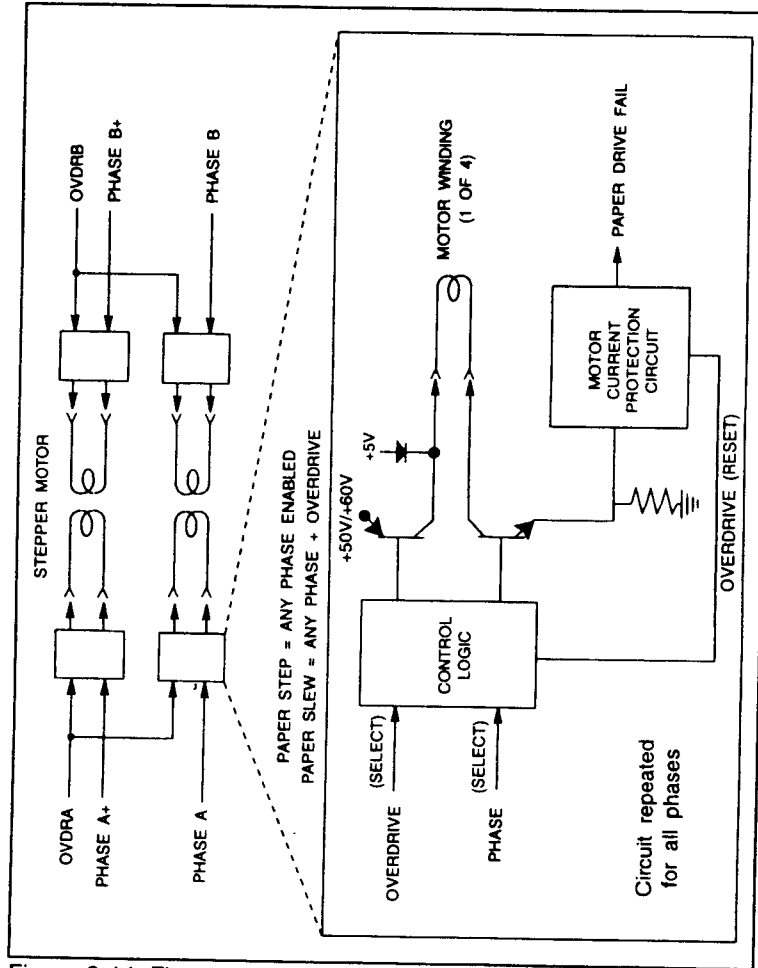 STEPPER MOTOR
OVDRA
PHASE A+
PHASE A
OVDRB
PHASE B+
PHASE B
PAPER STEP = ANY PHASE ENABLED
PAPER SLEW = ANY PHASE + OVERDRIVE
OVERDRIVE
(SELECT)
PHASE
(SELECT)
CONTROL
LOGIC
+50V/+60V
+5V
MOTOR WINDING
(1 OF 4)
MOTOR
CURRENT
PROTECTION
CIRCUIT
PAPER DRIVE FAIL
OVERDRIVE (RESET)
Circuit repeated
for all phases